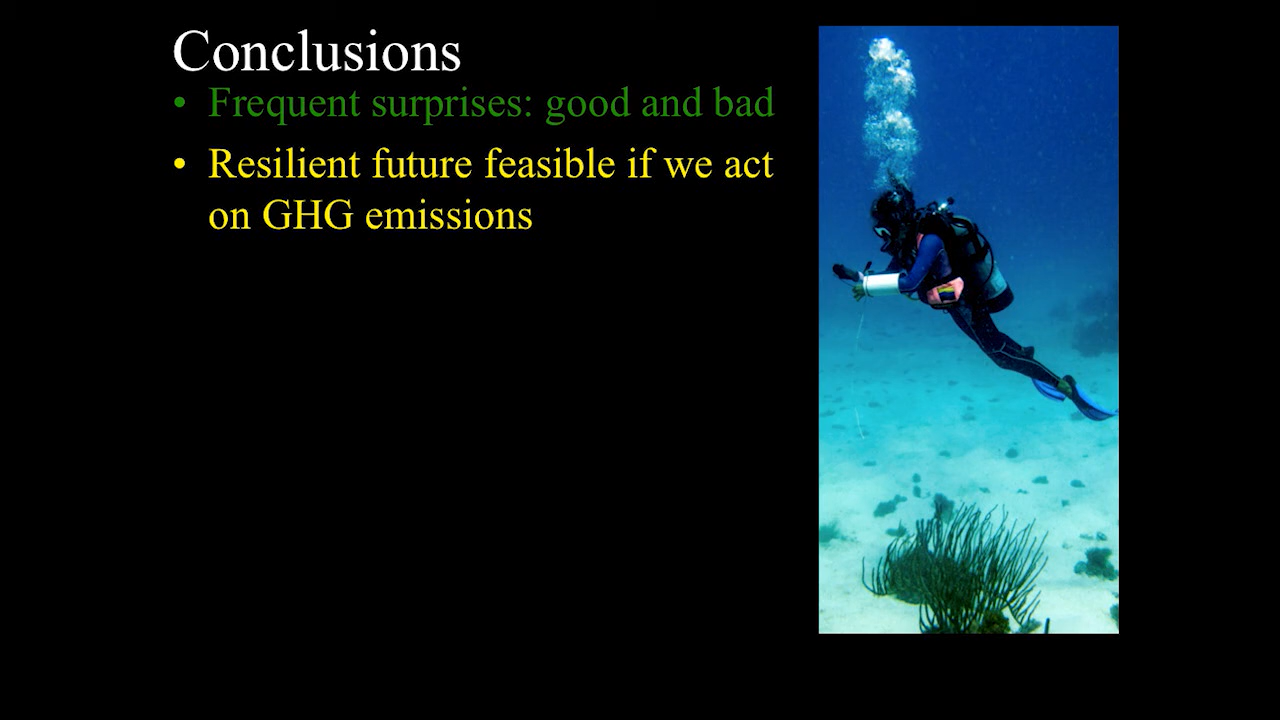 Conclusions
• Frequent surprises: good and bad
• Resilient future feasible if we act
on GHG emissions